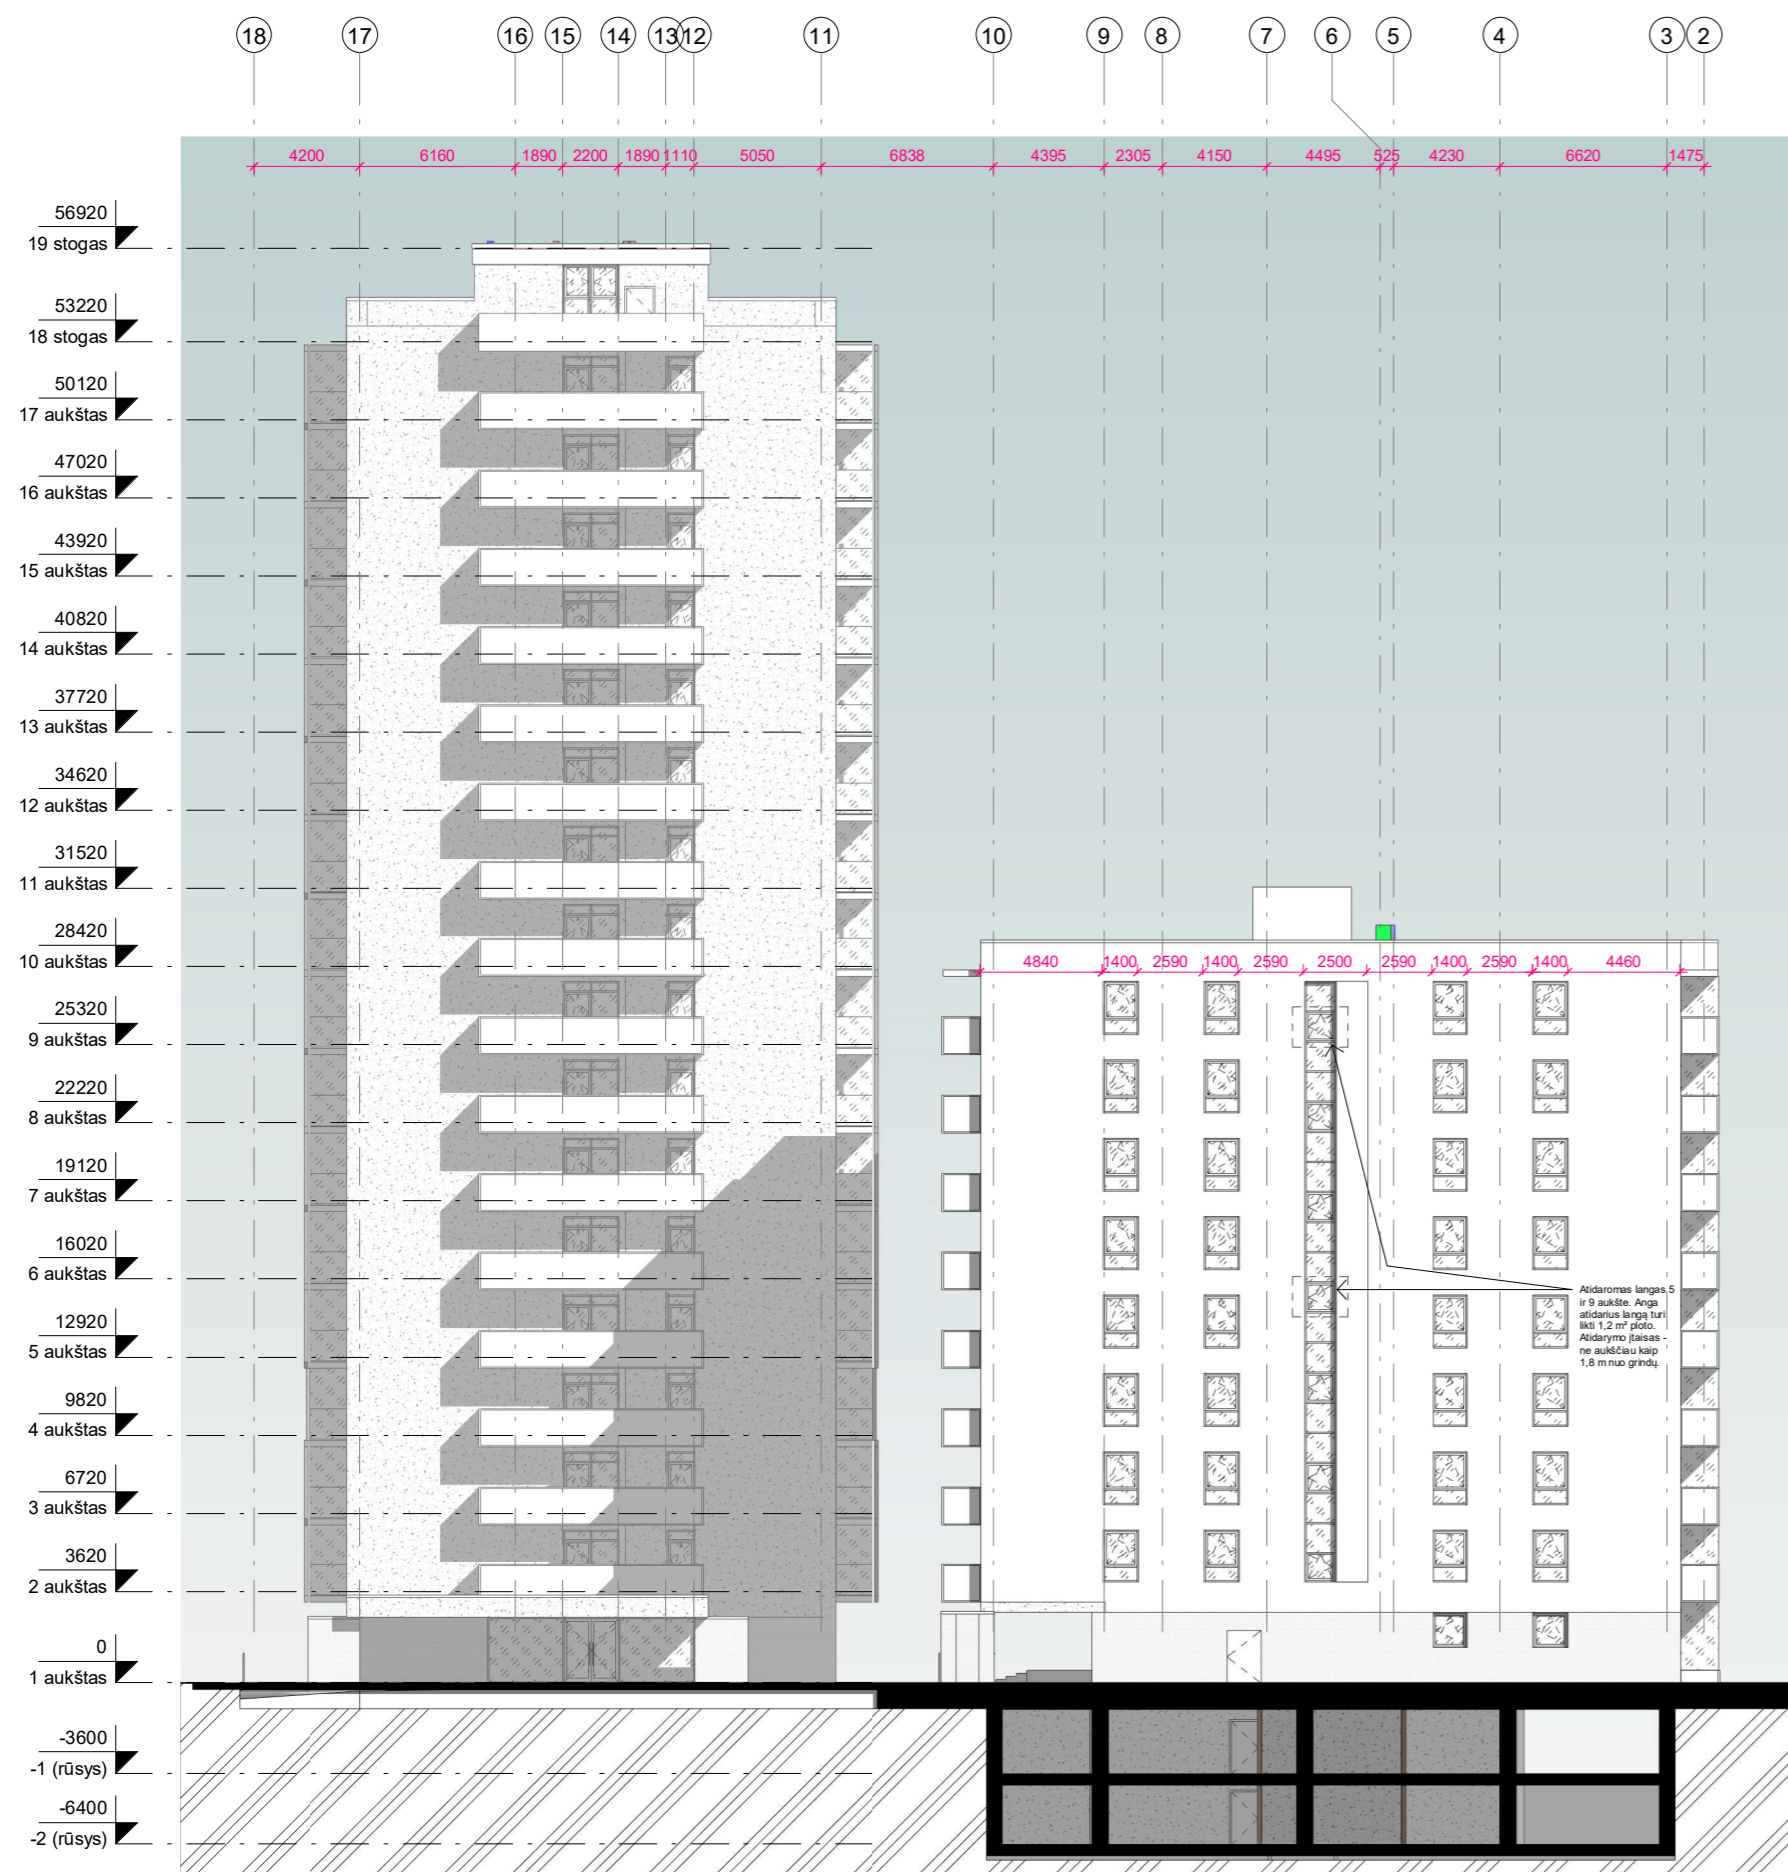 18 17 16 15 14 13 12 11 10 9 8 7 6 5 4 3 2
4200 6160 1890 2200 1890 1110 5050 6838 4395 2305 4150 4495 525 4230 6620 1475
56920
19 stogas
53220
18 stogas
50120
17 aukštas
47020
16 aukštas
43920
15 aukštas
40820
14 aukštas
37720
13 aukštas
34620
12 aukštas
31520
11 aukštas
28420
10 aukštas
4840 1400 2590 1400 2590 2500 2590 1400 2590 1400 4460
25320
9 aukštas
22220
8 aukštas
19120
7 aukštas
16020
6 aukštas
Atidaromas langas 5
ir 9 aukšte. Anga
atidarius langą turi
likti 1,2 m² ploto.
Atidarymo įtaisas -
ne aukščiau kaip
1,8 m nuo grindų.
12920
5 aukštas
9820
4 aukštas
6720
3 aukštas
3620
2 aukštas
0
1 aukštas
-3600
-1 (rūsys)
-6400
-2 (rūsys)